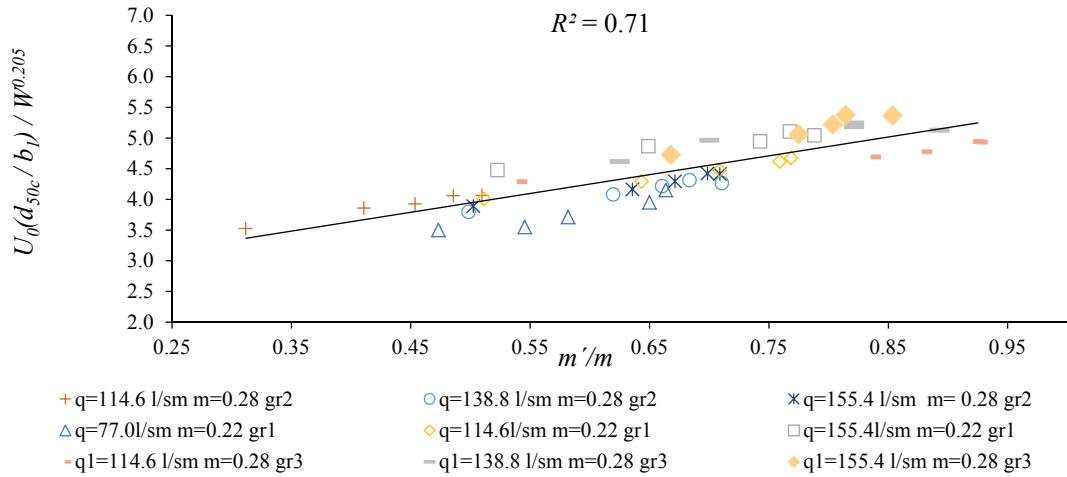 R² = 0.71
U0(d50c / b1) / W^0.205
7.0
6.5
6.0
5.5
5.0
4.5
4.0
3.5
3.0
2.5
2.0
0.25 0.35 0.45 0.55 0.65 0.75 0.85 0.95
m´/m
q=114.6 l/sm m=0.28 gr2 q=138.8 l/sm m=0.28 gr2 q=155.4 l/sm m= 0.28 gr2
q=77.0l/sm m=0.22 gr1 q=114.6l/sm m=0.22 gr1 q=155.4l/sm m=0.22 gr1
q1=114.6 l/sm m=0.28 gr3 q1=138.8 l/sm m=0.28 gr3 q1=155.4 l/sm m=0.28 gr3